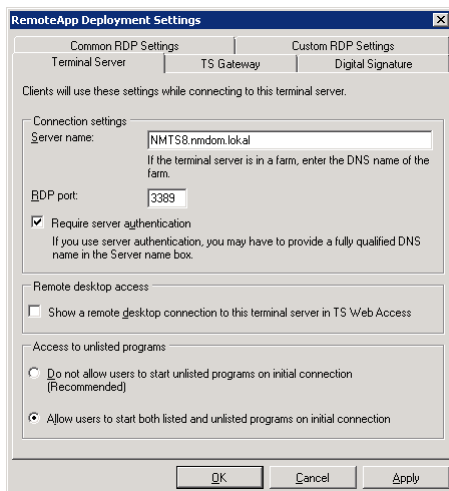 RemoteApp Deployment Settings
Common RDP Settings
Custom RDP Settings
Terminal Server
TS Gateway
Digital Signature
Clients will use these settings while connecting to this terminal server.
Connection settings
Server name:
NMTS8.nmdom.lokal
If the terminal server is in a farm, enter the DNS name of the
farm.
RDP port:
3389
Require server authentication
If you use server authentication, you may have to provide a fully qualified DNS
name in the Server name box.
Remote desktop access
Show a remote desktop connection to this terminal server in TS Web Access
Access to unlisted programs
Do not allow users to start unlisted programs on initial connection
(Recommended)
Allow users to start both listed and unlisted programs on initial connection
OK
Cancel
Apply